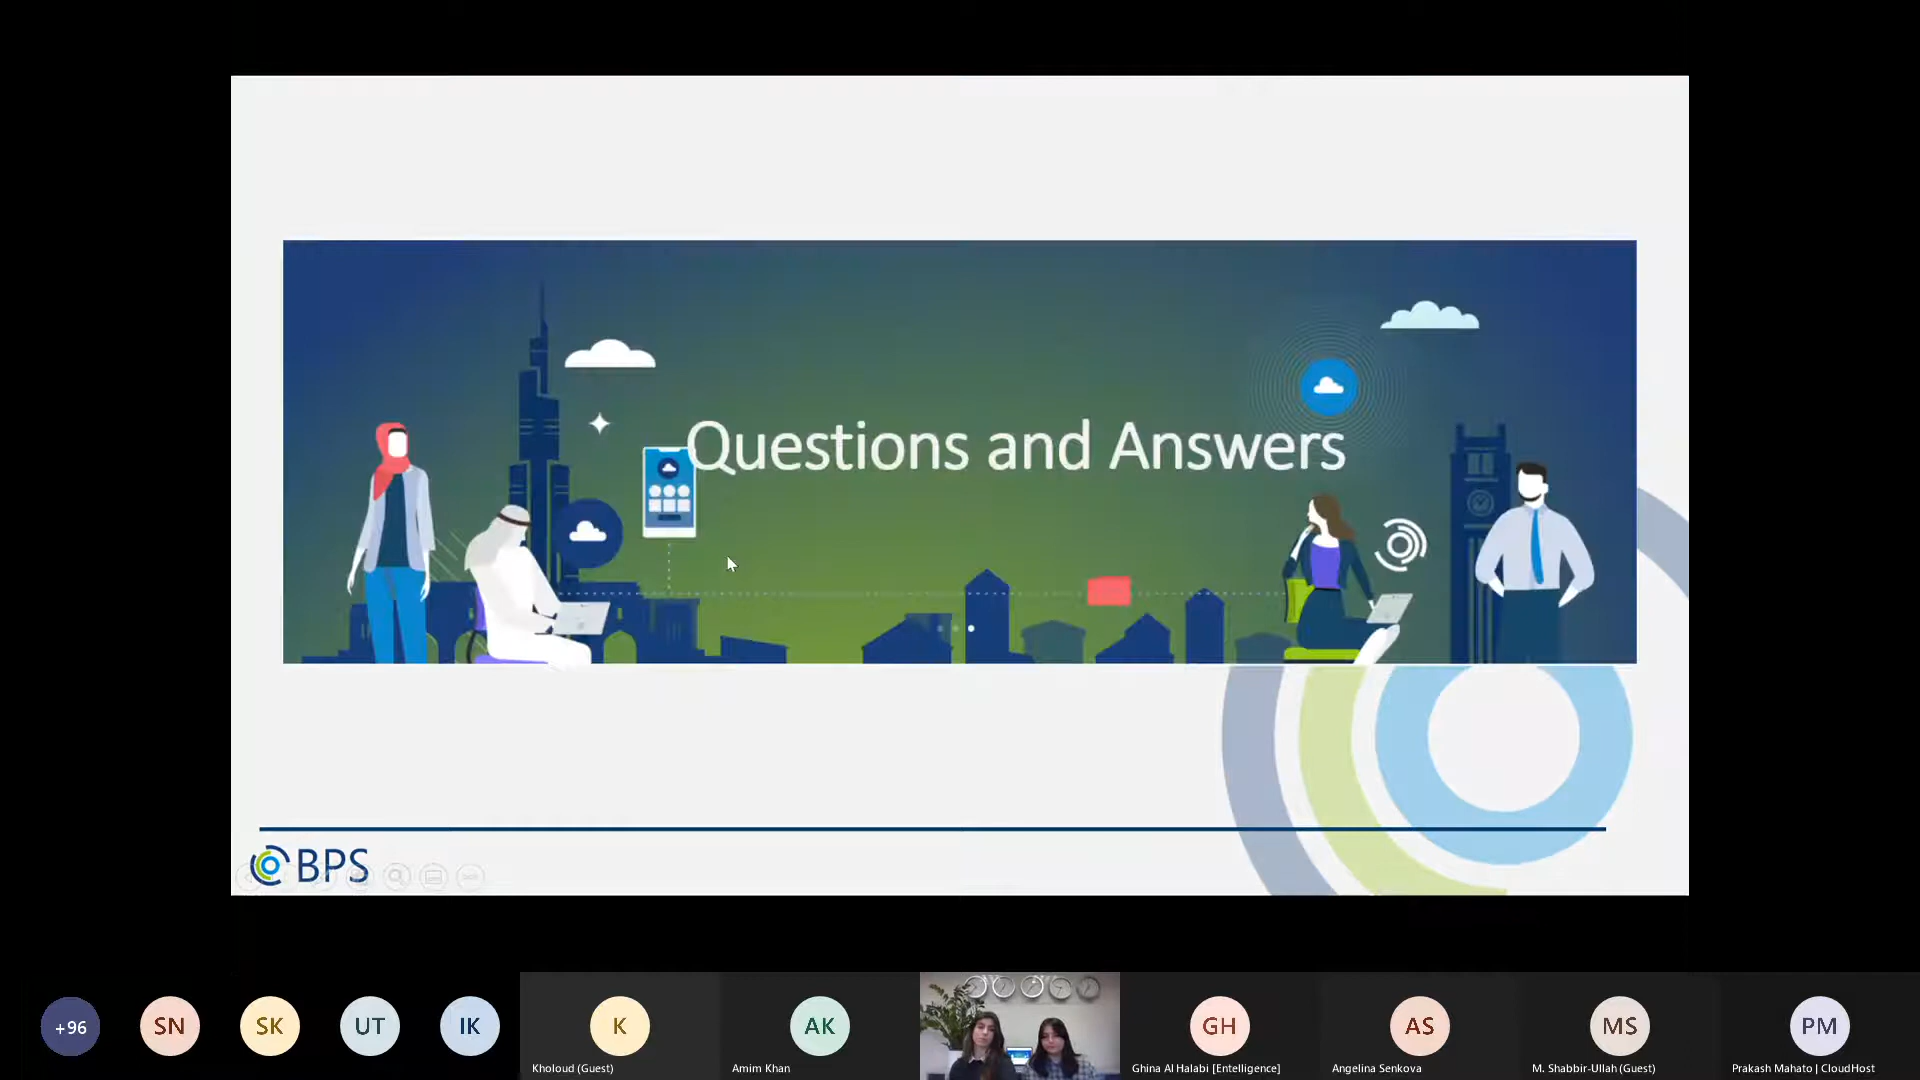 Questions and Answers
BPS
+96
SN
SK
UT
IK
K
AK
GH
AS
MS
PM
Kholoud (Guest)
Amim Khan
Ghina Al Halabi [Entelligence]
Angelina Senkova
M. Shabbir-Ullah (Guest)
Prakash Mahato | CloudHost